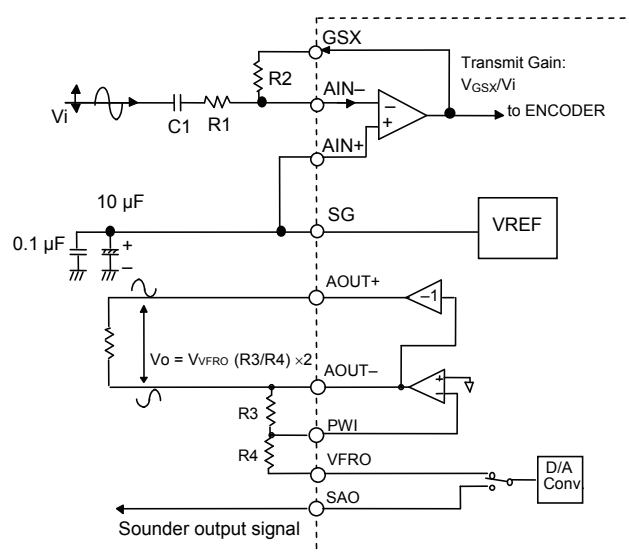 GSX
Transmit Gain:
VGSX/Vi
R2
AIN–
to ENCODER
Vi
C1
R1
–
+
AIN+
10 µF
SG
VREF
0.1 µF
+
–
AOUT+
–1
Vo = VVFRO (R3/R4) ×2
AOUT–
+
–
R3
PWI
R4
VFRO
D/A
Conv.
SAO
Sounder output signal